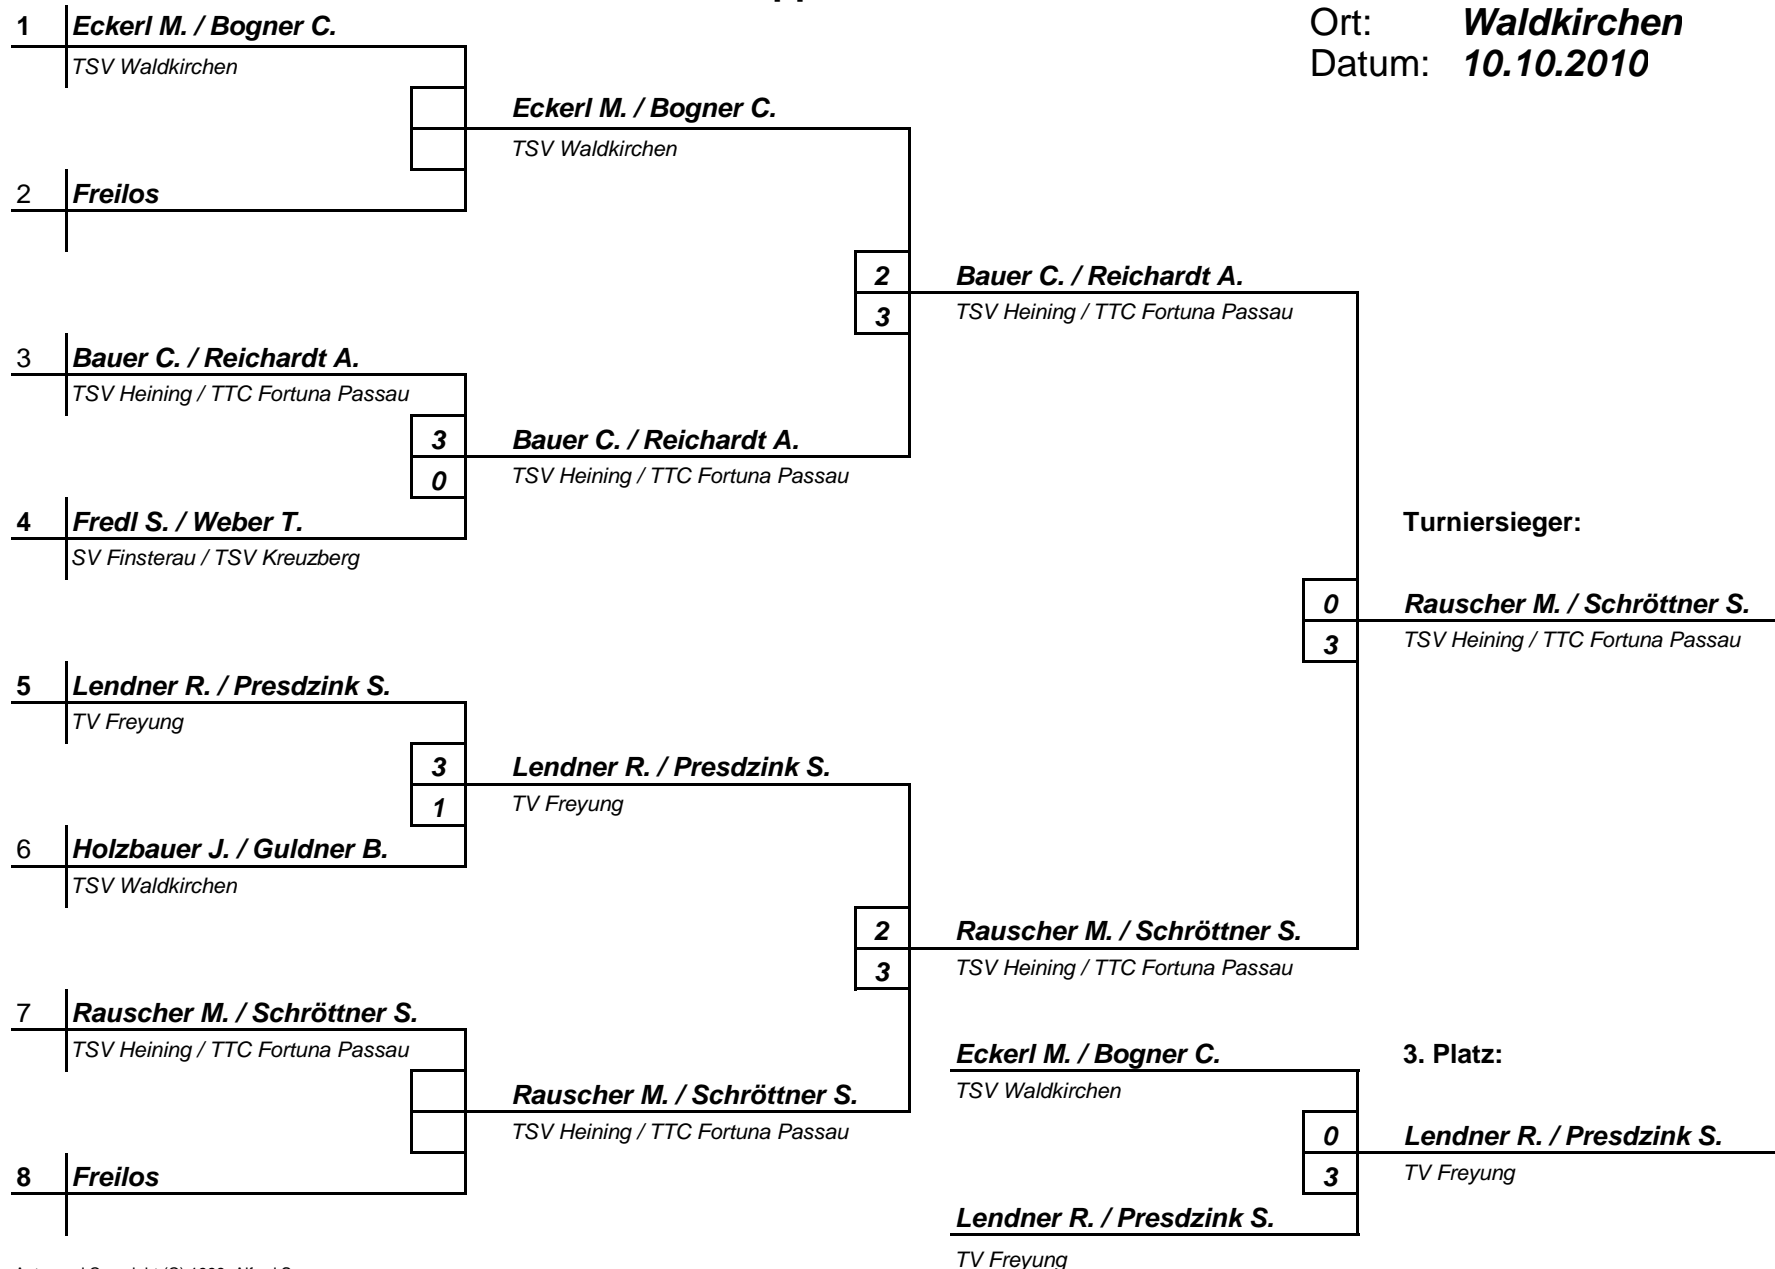 Ort: Waldkirchen
Datum: 10.10.2010
1 Eckerl M. / Bogner C.
TSV Waldkirchen
Eckerl M. / Bogner C.
TSV Waldkirchen
2 Freilos
2 Bauer C. / Reichardt A.
3 TSV Heining / TTC Fortuna Passau
3 Bauer C. / Reichardt A.
TSV Heining / TTC Fortuna Passau
3 Bauer C. / Reichardt A.
0 TSV Heining / TTC Fortuna Passau
4 Fredl S. / Weber T.
SV Finsterau / TSV Kreuzberg
Turniersieger:
0 Rauscher M. / Schröttner S.
3 TSV Heining / TTC Fortuna Passau
5 Lendner R. / Presdzink S.
TV Freyung
3 Lendner R. / Presdzink S.
1 TV Freyung
6 Holzbauer J. / Guldner B.
TSV Waldkirchen
2 Rauscher M. / Schröttner S.
3 TSV Heining / TTC Fortuna Passau
7 Rauscher M. / Schröttner S.
TSV Heining / TTC Fortuna Passau
Rauscher M. / Schröttner S.
TSV Heining / TTC Fortuna Passau
8 Freilos
Eckerl M. / Bogner C.
TSV Waldkirchen
3. Platz:
0 Lendner R. / Presdzink S.
3 TV Freyung
Lendner R. / Presdzink S.
TV Freyung